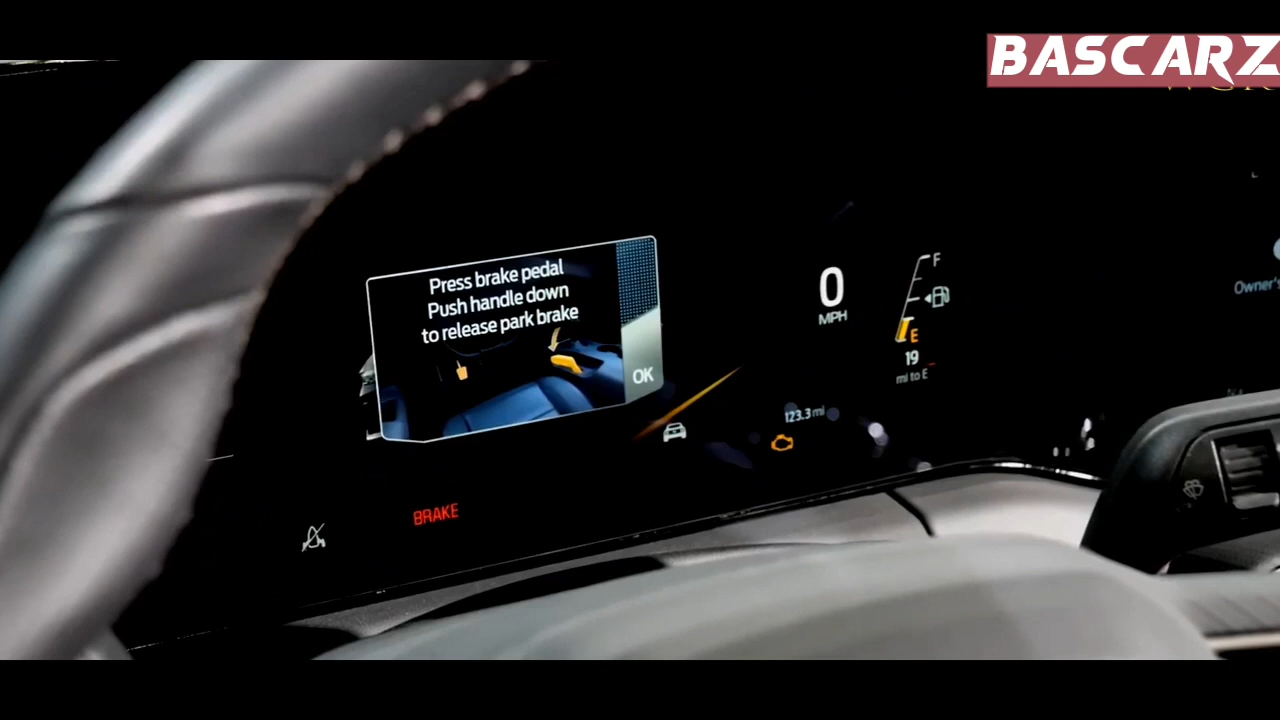 BASCARZ
Press brake pedal
Push handle down
to release park brake
OK
0
MPH
F
E
19
mi to E
123.3 mi
Owner's
BRAKE